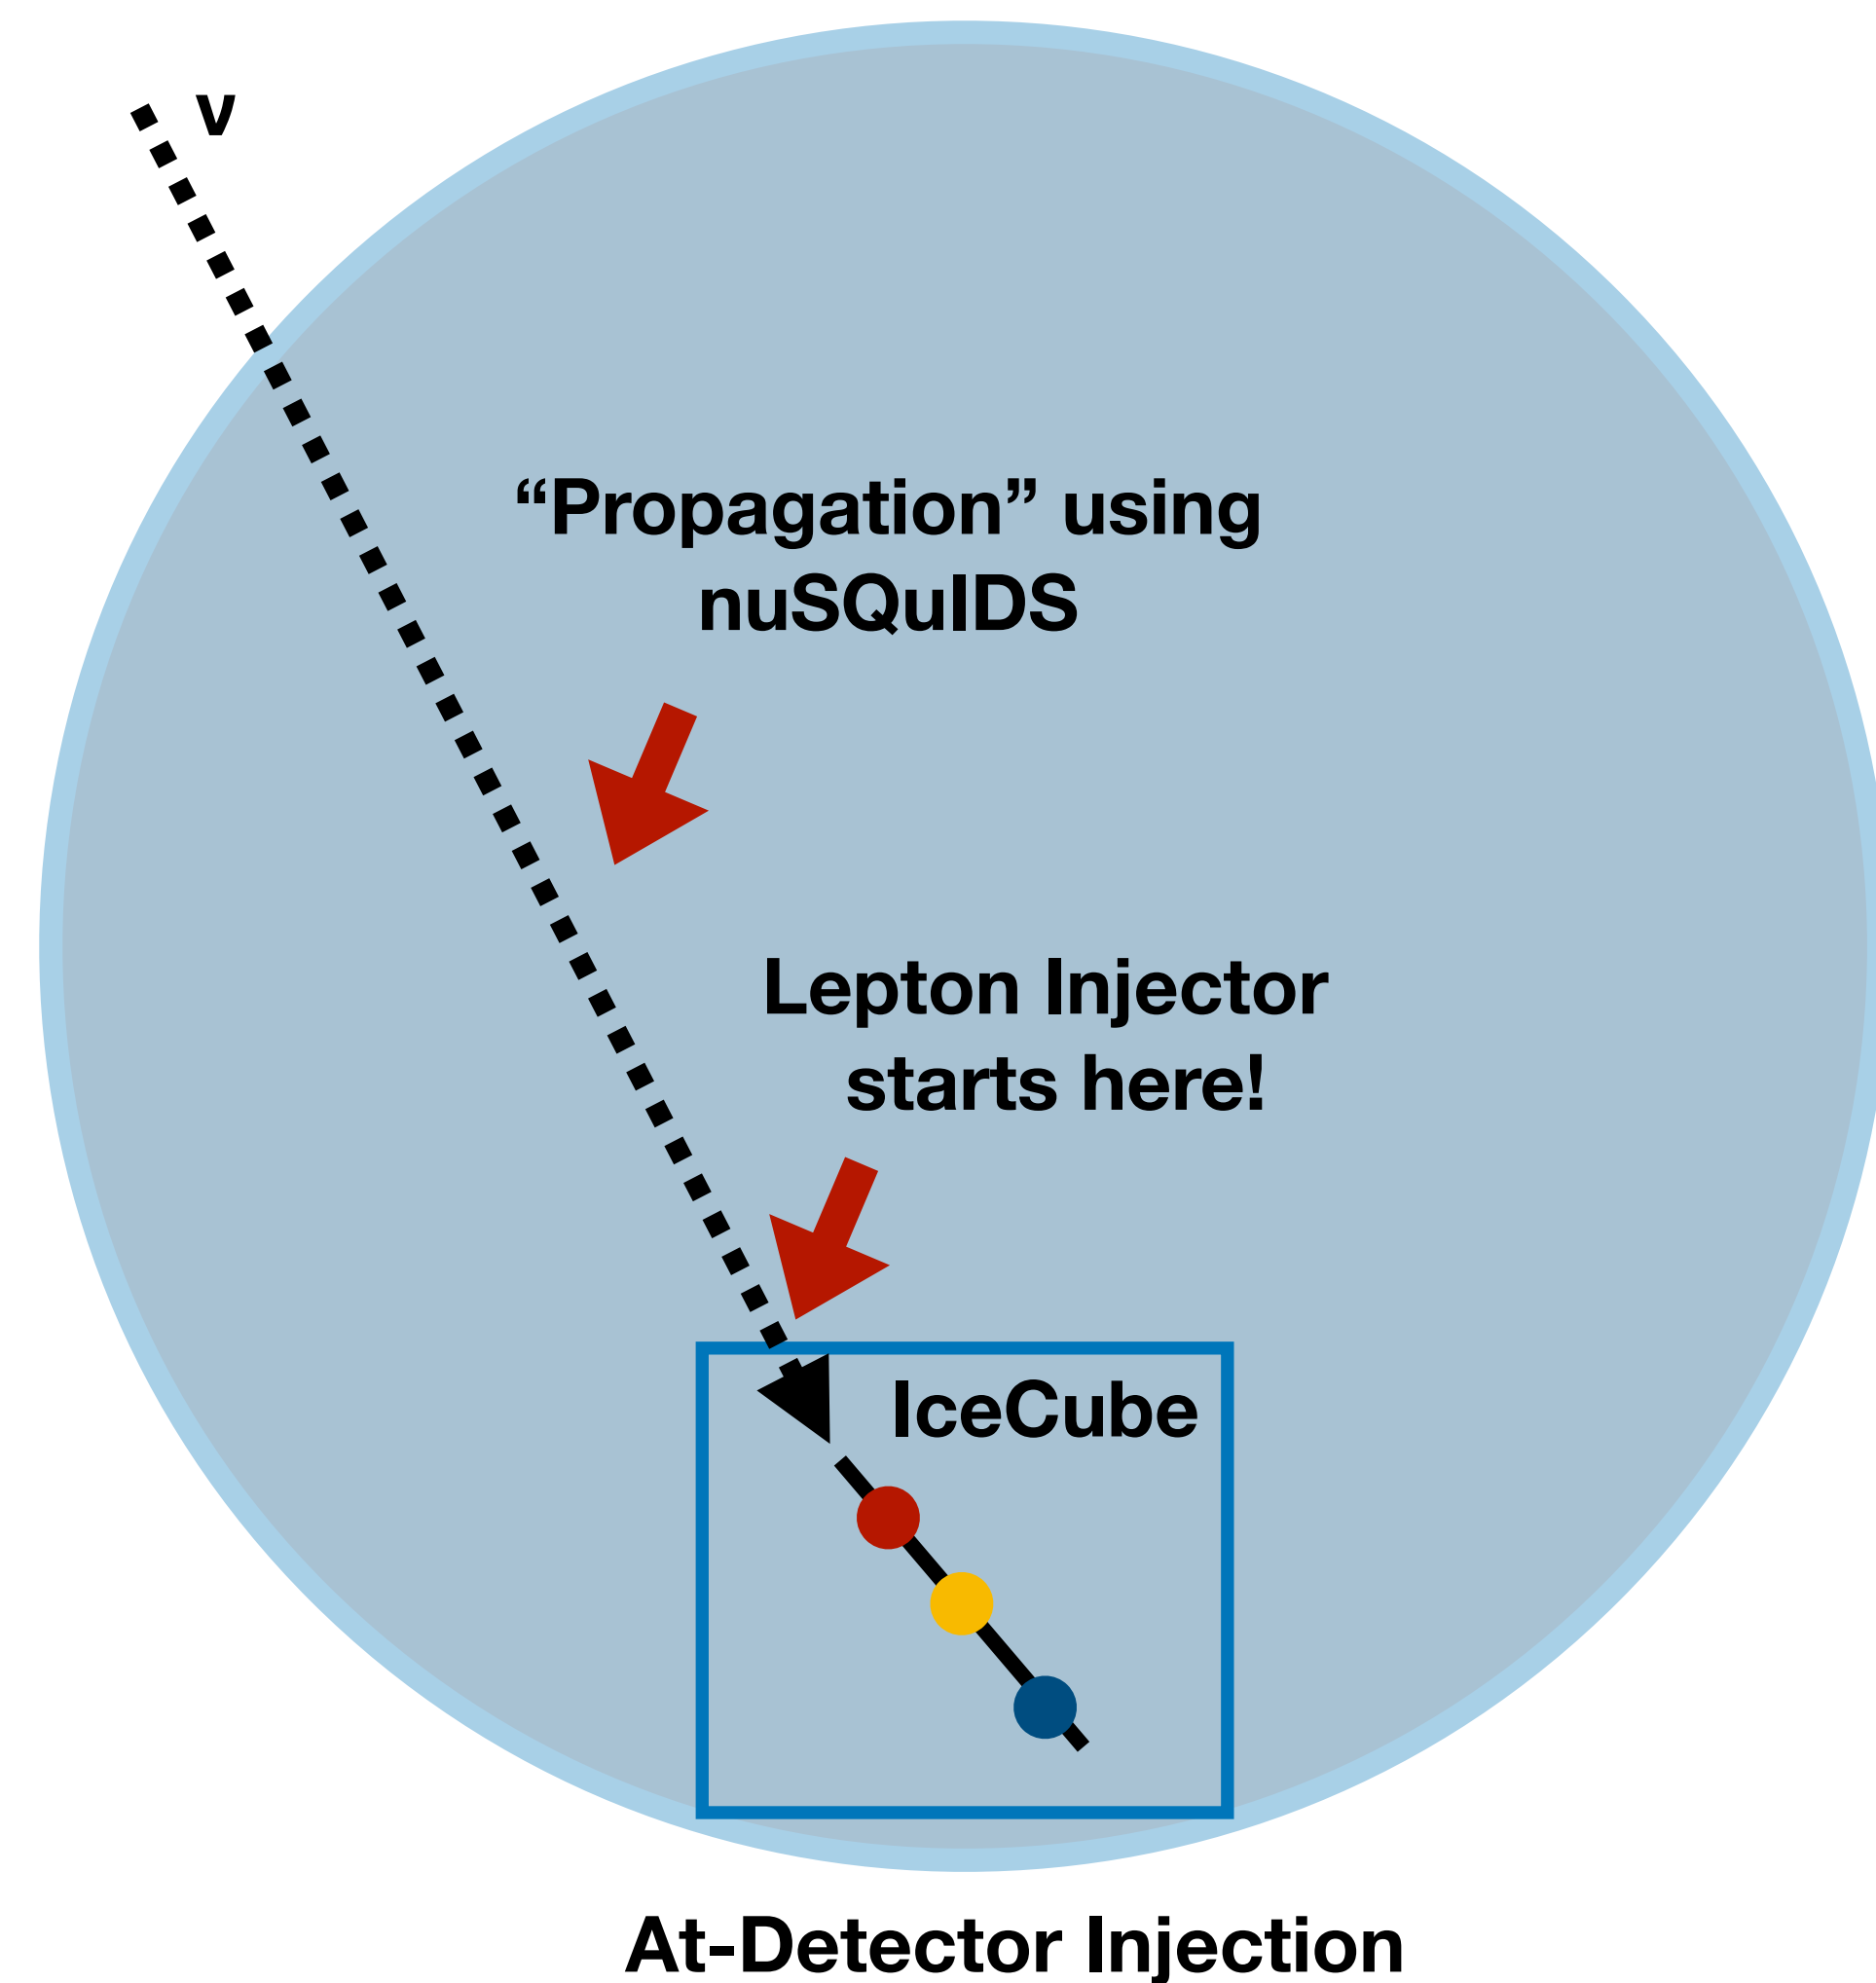 ν
“Propagation” using
nuSQuIDS
Lepton Injector
starts here!
IceCube
At-Detector Injection